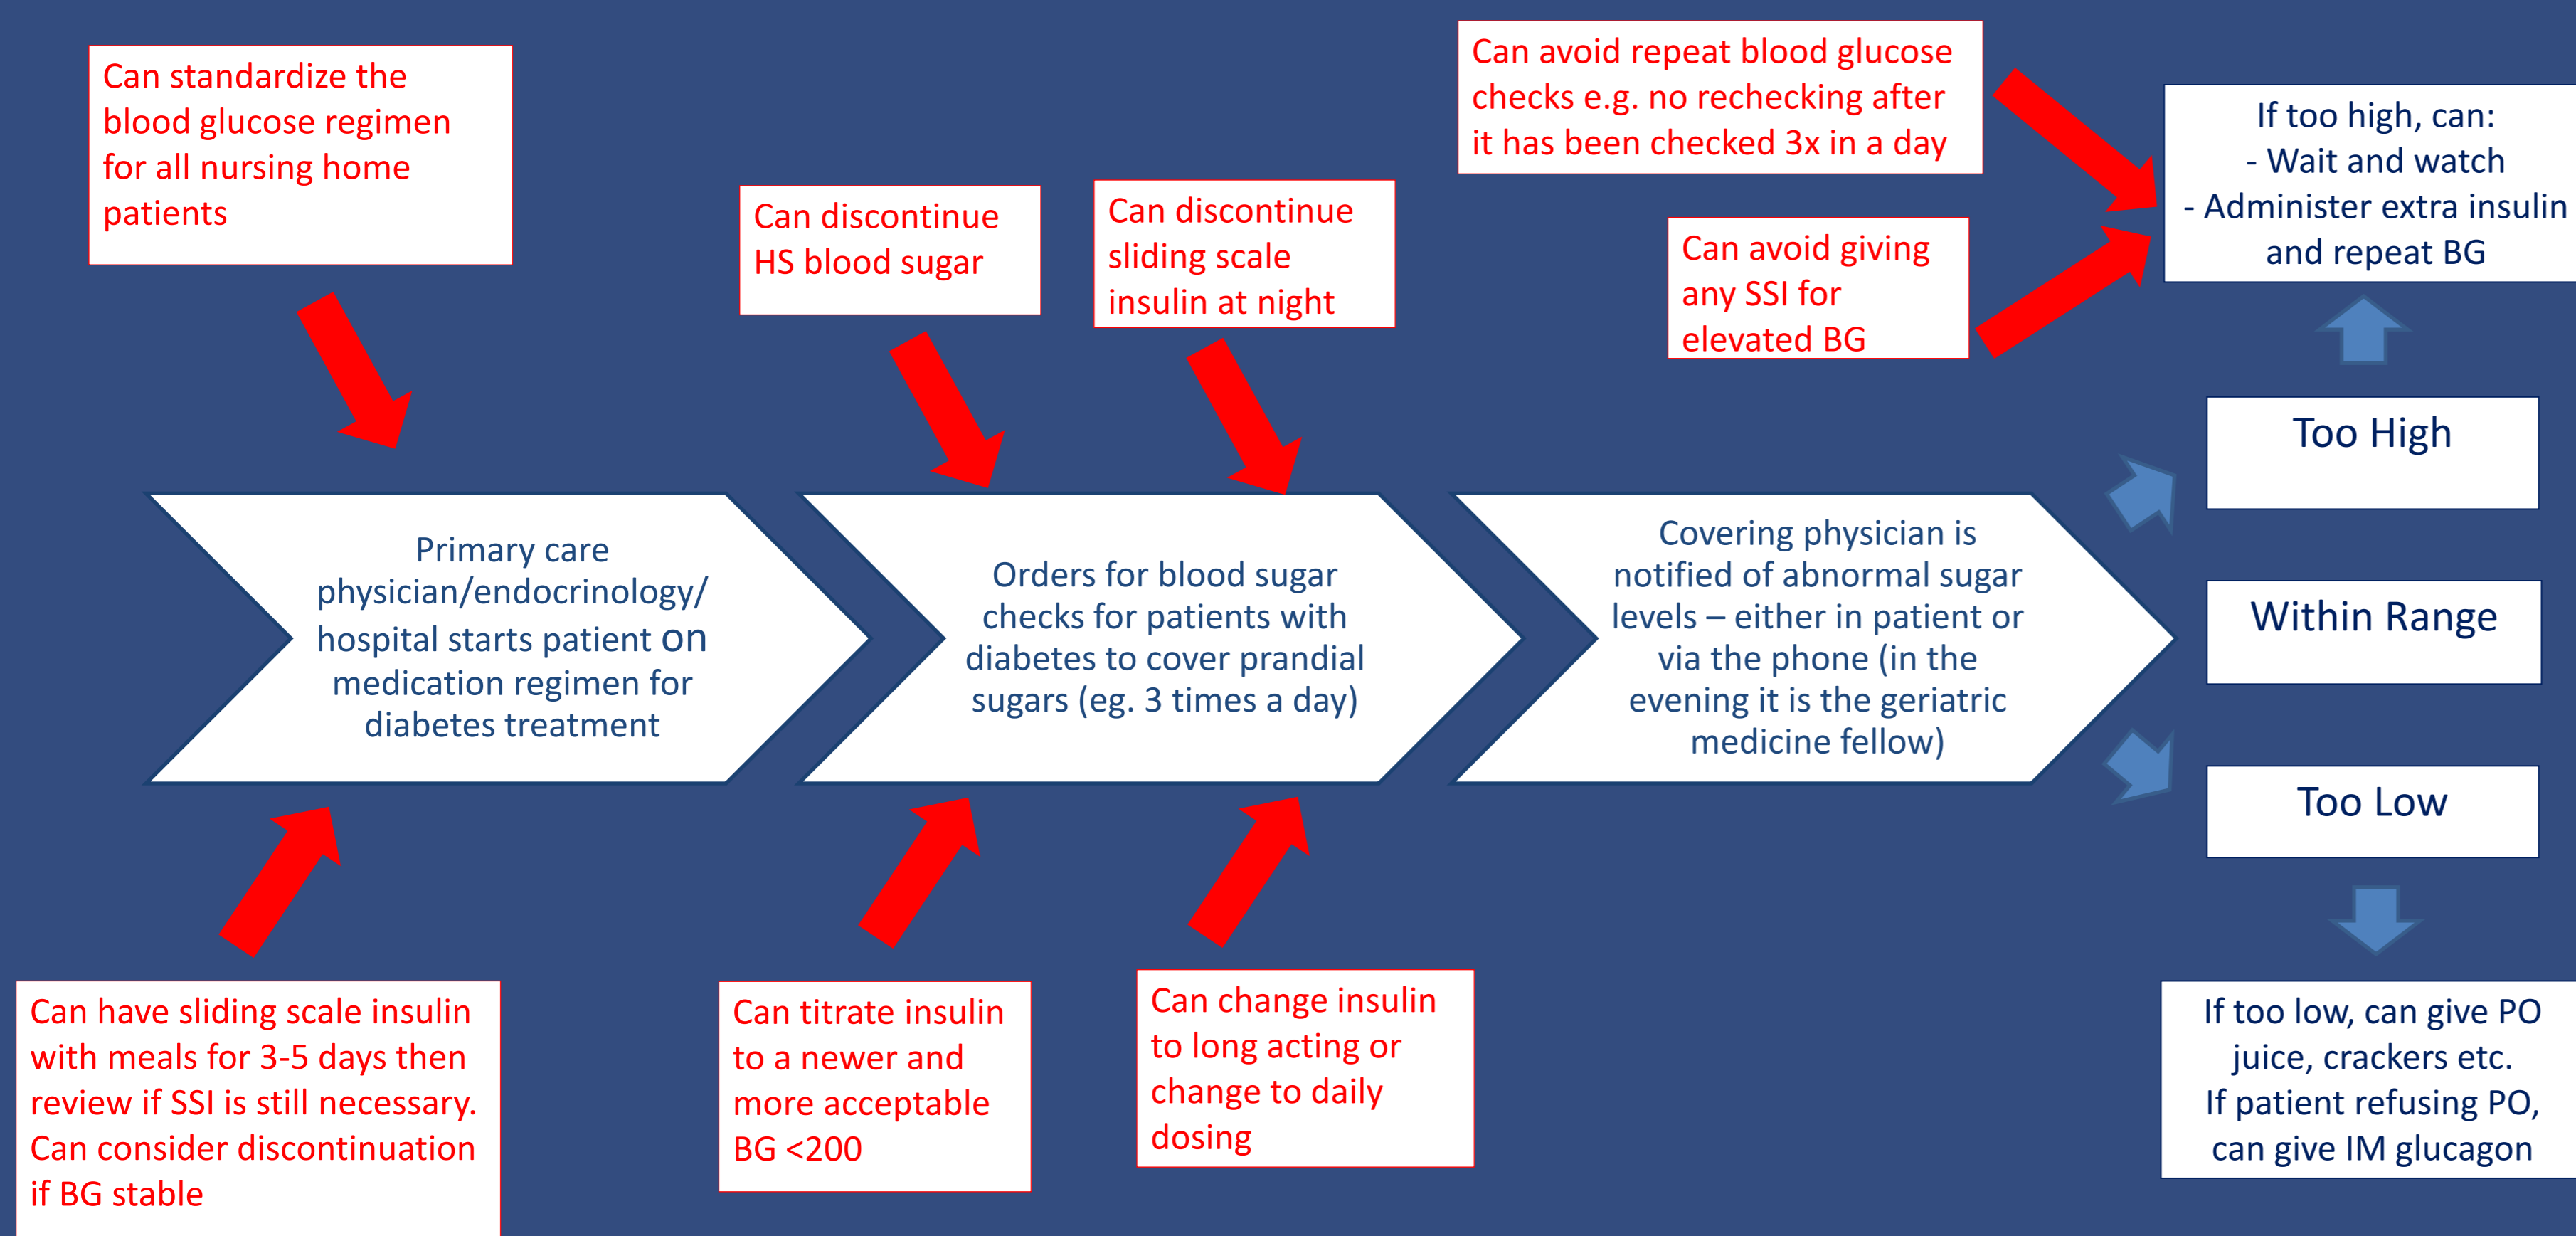 Can standardize the
blood glucose regimen
for all nursing home
patients
Can discontinue
HS blood sugar
Can discontinue
sliding scale
insulin at night
Can avoid repeat blood glucose
checks e.g. no rechecking after
it has been checked 3x in a day
Can avoid giving
any SSI for
elevated BG
If too high, can:
- Wait and watch
- Administer extra insulin
and repeat BG
Primary care
physician/endocrinology/
hospital starts patient on
medication regimen for
diabetes treatment
Orders for blood sugar
checks for patients with
diabetes to cover prandial
sugars (eg. 3 times a day)
Covering physician is
notified of abnormal sugar
levels – either in patient or
via the phone (in the
evening it is the geriatric
medicine fellow)
Too High
Within Range
Too Low
Can have sliding scale insulin
with meals for 3-5 days then
review if SSI is still necessary.
Can consider discontinuation
if BG stable
Can titrate insulin
to a newer and
more acceptable
BG <200
Can change insulin
to long acting or
change to daily
dosing
If too low, can give PO
juice, crackers etc.
If patient refusing PO,
can give IM glucagon